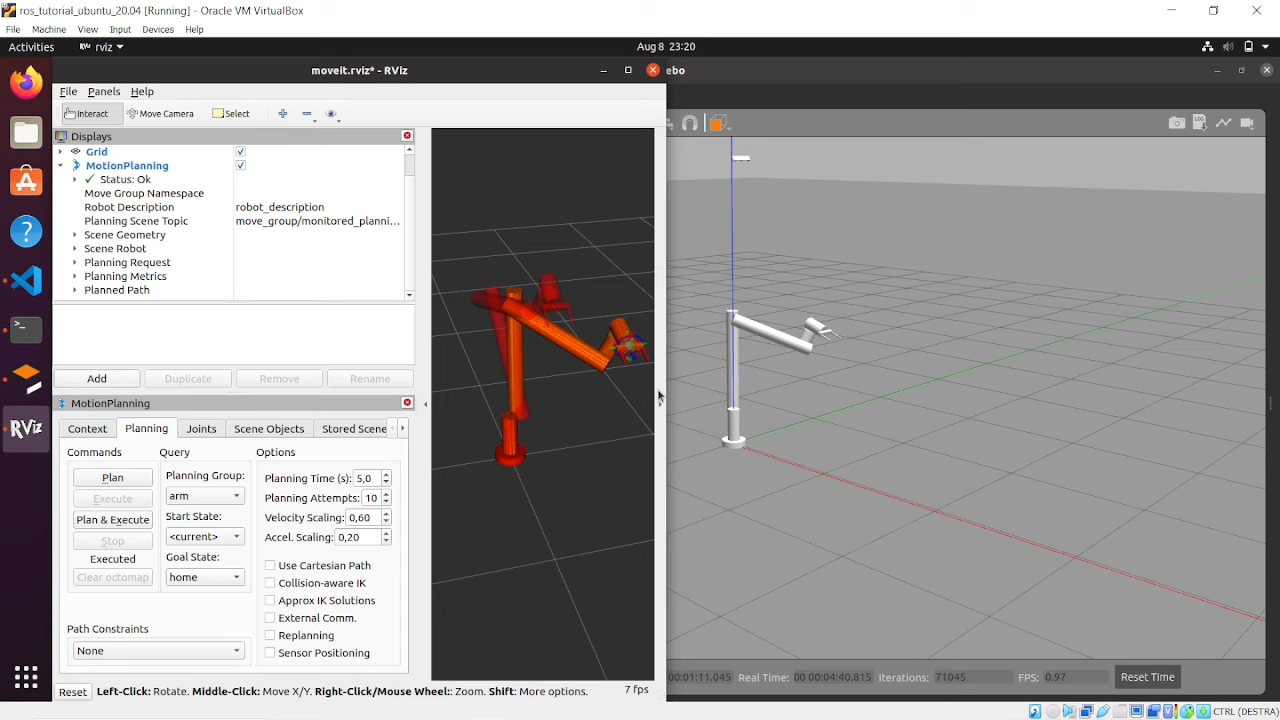 ros_tutorial_ubuntu_20.04 [Running] - Oracle VM VirtualBox
File Machine View Input Devices Help
Activities RViz rviz Aug 8 23:20
moveit.rviz* - RViz
ebo
File Panels Help
Interact Move Camera Select
Displays
Grid
MotionPlanning
Status: Ok
Move Group Namespace
Robot Description robot_description
Planning Scene Topic move_group/monitored_planni...
Scene Geometry
Scene Robot
Planning Request
Planning Metrics
Planned Path
Add Duplicate Remove Rename
MotionPlanning
Context Planning Joints Scene Objects Stored Scene
Commands Query Options
Plan Planning Group: Planning Time (s): 5,0
Execute arm Planning Attempts: 10
Plan & Execute Start State: Velocity Scaling: 0,60
Stop <current> Accel. Scaling: 0,20
Executed Goal State: Use Cartesian Path
Clear octomap home Collision-aware IK
Approx IK Solutions
External Comm.
Path Constraints Replanning
None Sensor Positioning
Reset Left-Click: Rotate. Middle-Click: Move X/Y. Right-Click/Mouse Wheel:: Zoom. Shift: More options. 7 fps
00:01:11.045 Real Time: 00 00:04:40.815 Iterations: 71045 FPS: 0.97 Reset Time
RViz
LOG
CTRL (DESTRA)